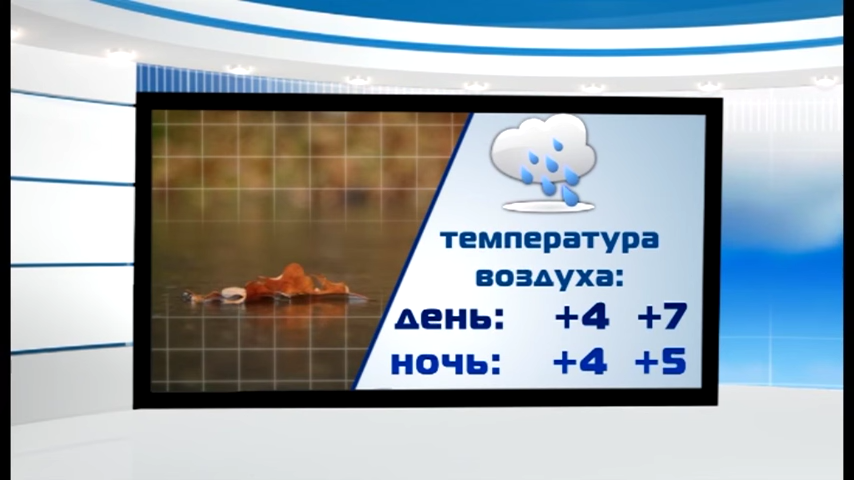 температура
воздуха:
день: +4 +7
ночь: +4 +5